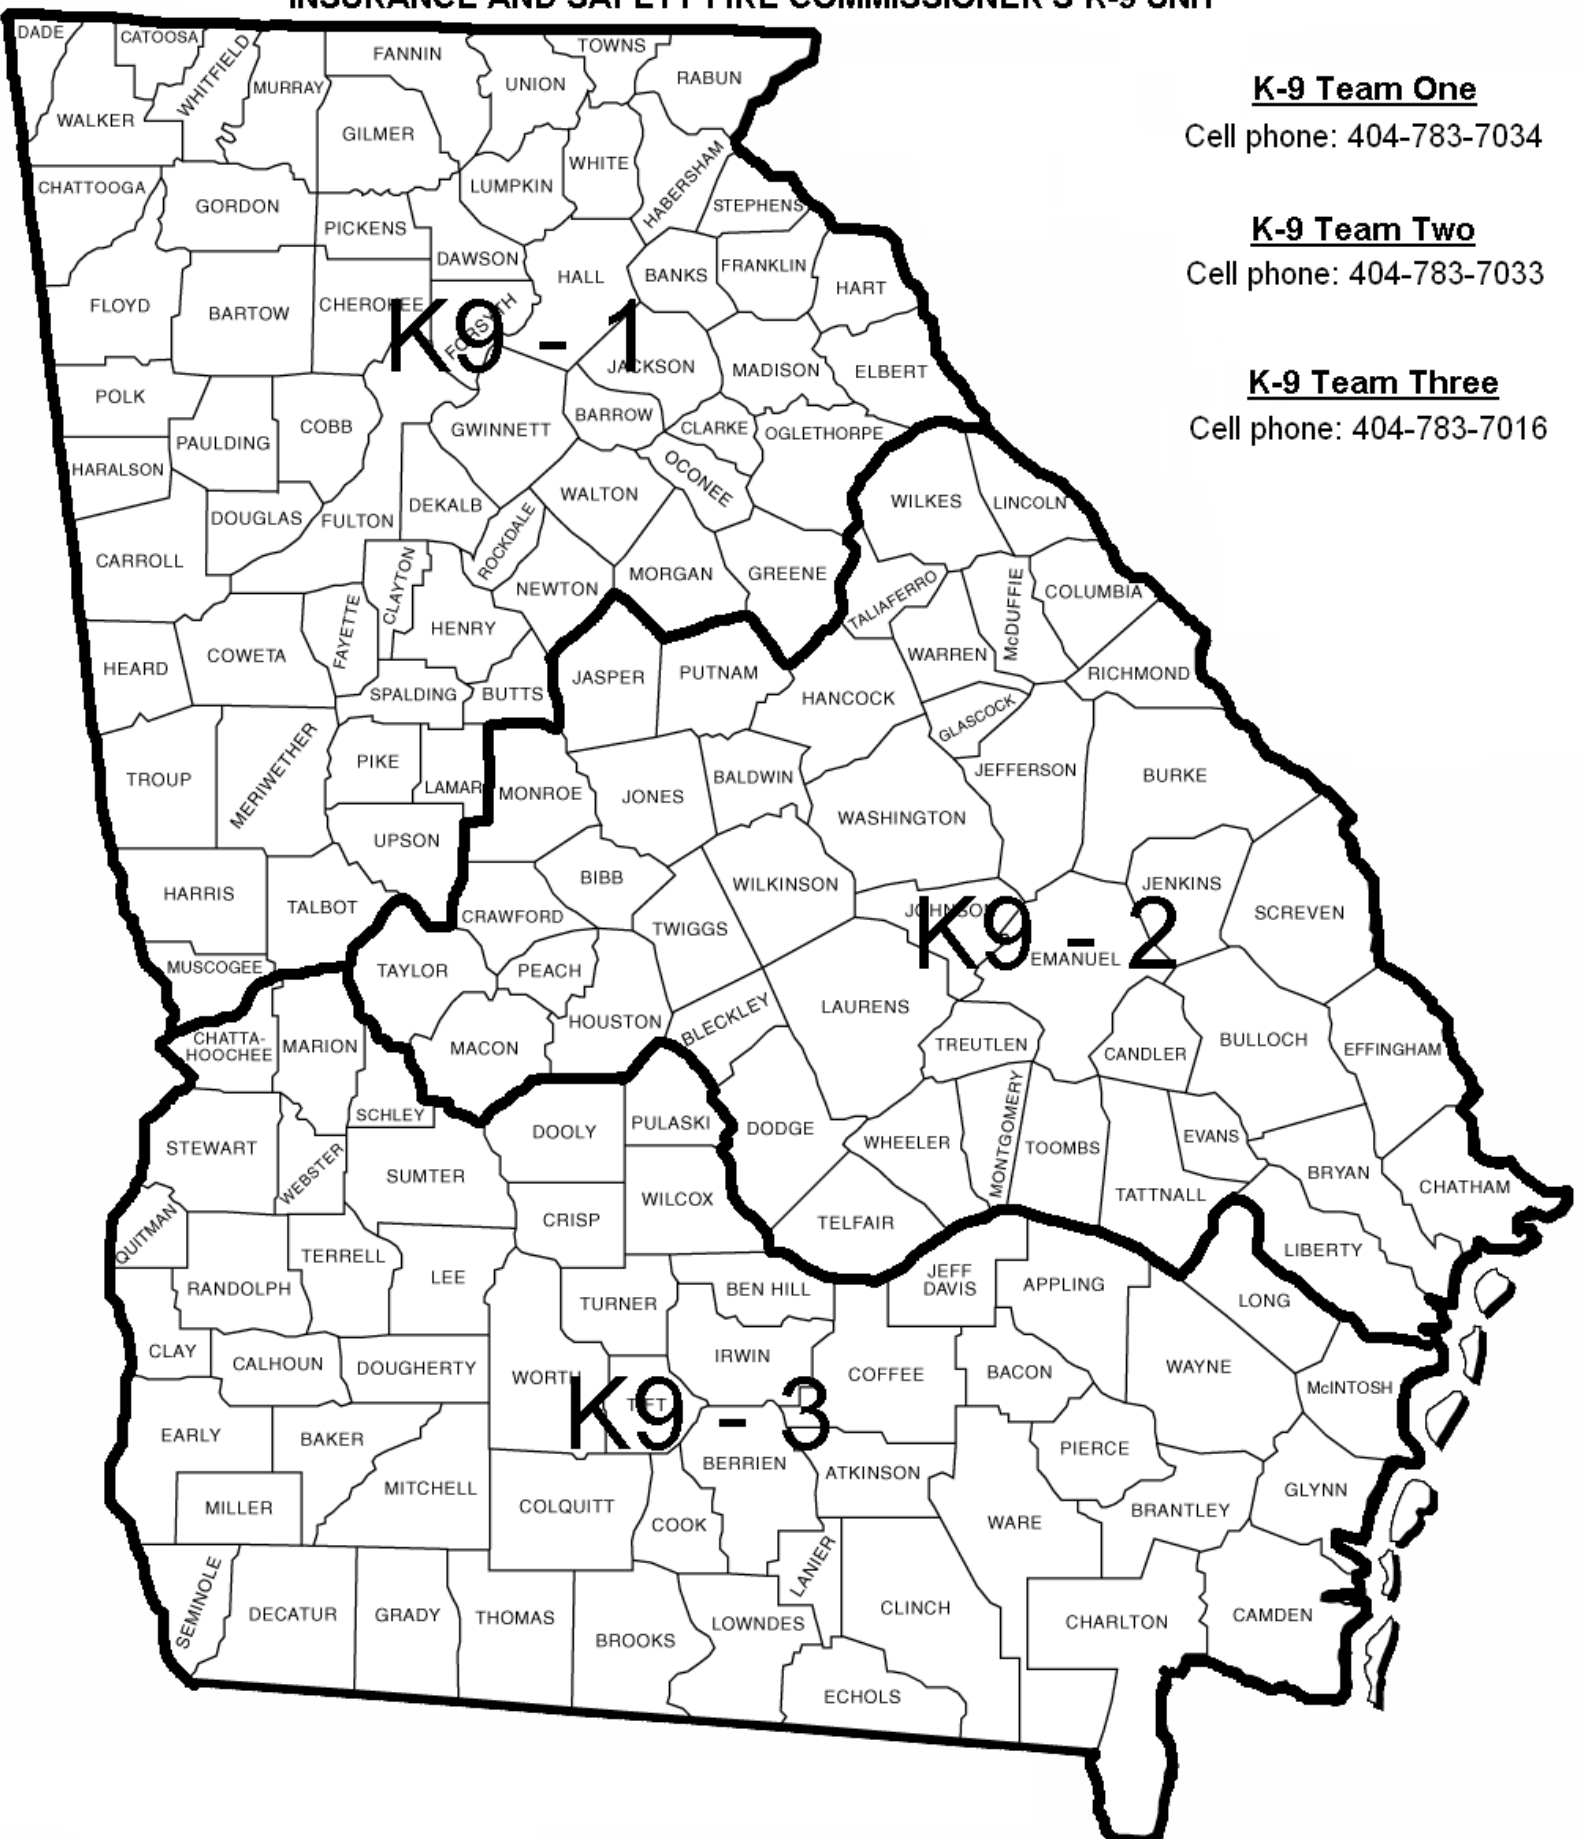 INSURANCE AND SAFETY FIRE COMMISSIONER'S K-9 UNIT
K-9 Team One
Cell phone: 404-783-7034
K-9 Team Two
Cell phone: 404-783-7033
K-9 Team Three
Cell phone: 404-783-7016
DADE
CATOOSA
WHITFIELD
MURRAY
FANNIN
UNION
TOWNS
RABUN
WALKER
GILMER
LUMPKIN
WHITE
HABERSHAM
STEPHENS
CHATTOOGA
GORDON
PICKENS
DAWSON
HALL
BANKS
FRANKLIN
HART
FLOYD
BARTOW
CHEROKEE
FORSYTH
K9 - 1
JACKSON
MADISON
ELBERT
POLK
PAULDING
COBB
GWINNETT
BARROW
CLARKE
OGLETHORPE
HARALSON
DOUGLAS
FULTON
DEKALB
ROCKDALE
WALTON
OCONEE
WILKES
LINCOLN
CARROLL
CLAYTON
NEWTON
MORGAN
GREENE
TALIAFERRO
McDUFFIE
COLUMBIA
HEARD
COWETA
FAYETTE
HENRY
SPALDING
BUTTS
JASPER
PUTNAM
HANCOCK
WARREN
RICHMOND
GLASCOCK
TROUP
MERIWETHER
PIKE
LAMAR
MONROE
JONES
BALDWIN
JEFFERSON
BURKE
UPSON
WASHINGTON
HARRIS
TALBOT
CRAWFORD
BIBB
WILKINSON
JOHNSON
JENKINS
SCREVEN
K9 - 2
TWIGGS
EMANUEL
MUSCOGEE
TAYLOR
PEACH
LAURENS
CHATTA-
HOOCHEE
MARION
MACON
HOUSTON
BLECKLEY
TREUTLEN
CANDLER
BULLOCH
EFFINGHAM
SCHLEY
DOOLY
PULASKI
DODGE
WHEELER
MONTGOMERY
TOOMBS
EVANS
STEWART
WEBSTER
SUMTER
WILCOX
TATTNALL
BRYAN
CHATHAM
QUITMAN
CRISP
TELFAIR
LIBERTY
RANDOLPH
TERRELL
LEE
TURNER
BEN HILL
JEFF
DAVIS
APPLING
LONG
CLAY
CALHOUN
DOUGHERTY
WORTH
TIFT
IRWIN
COFFEE
BACON
WAYNE
McINTOSH
K9 - 3
EARLY
BAKER
MITCHELL
BERRIEN
ATKINSON
PIERCE
GLYNN
MILLER
COLQUITT
COOK
WARE
BRANTLEY
SEMINOLE
DECATUR
GRADY
THOMAS
BROOKS
LOWNDES
LANIER
CLINCH
CHARLTON
CAMDEN
ECHOLS